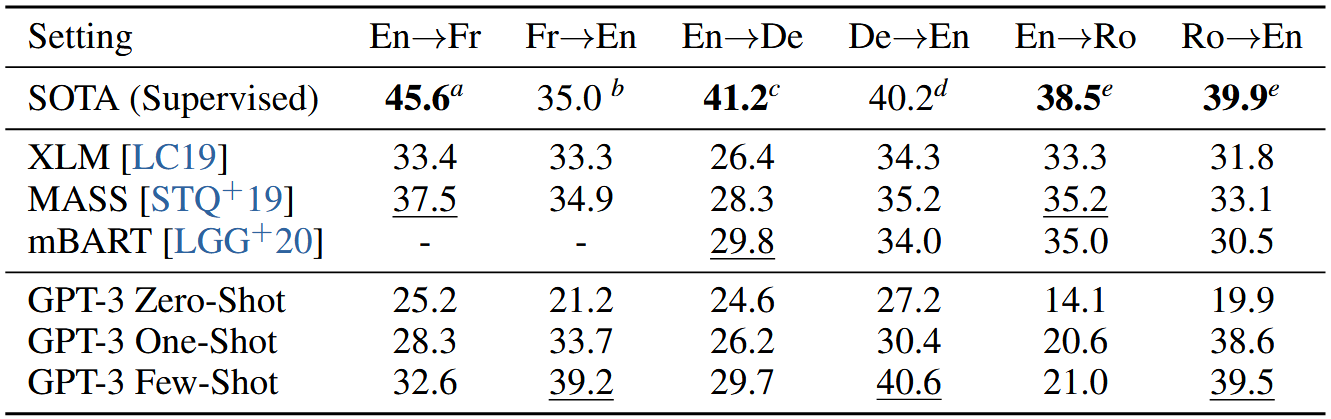 Setting En→Fr Fr→En En→De De→En En→Ro Ro→En
SOTA (Supervised) 45.6a 35.0 b 41.2c 40.2d 38.5e 39.9e
XLM [LC19] 33.4 33.3 26.4 34.3 33.3 31.8
MASS [STQ+19] 37.5 34.9 28.3 35.2 35.2 33.1
mBART [LGG+20] - - 29.8 34.0 35.0 30.5
GPT-3 Zero-Shot 25.2 21.2 24.6 27.2 14.1 19.9
GPT-3 One-Shot 28.3 33.7 26.2 30.4 20.6 38.6
GPT-3 Few-Shot 32.6 39.2 29.7 40.6 21.0 39.5